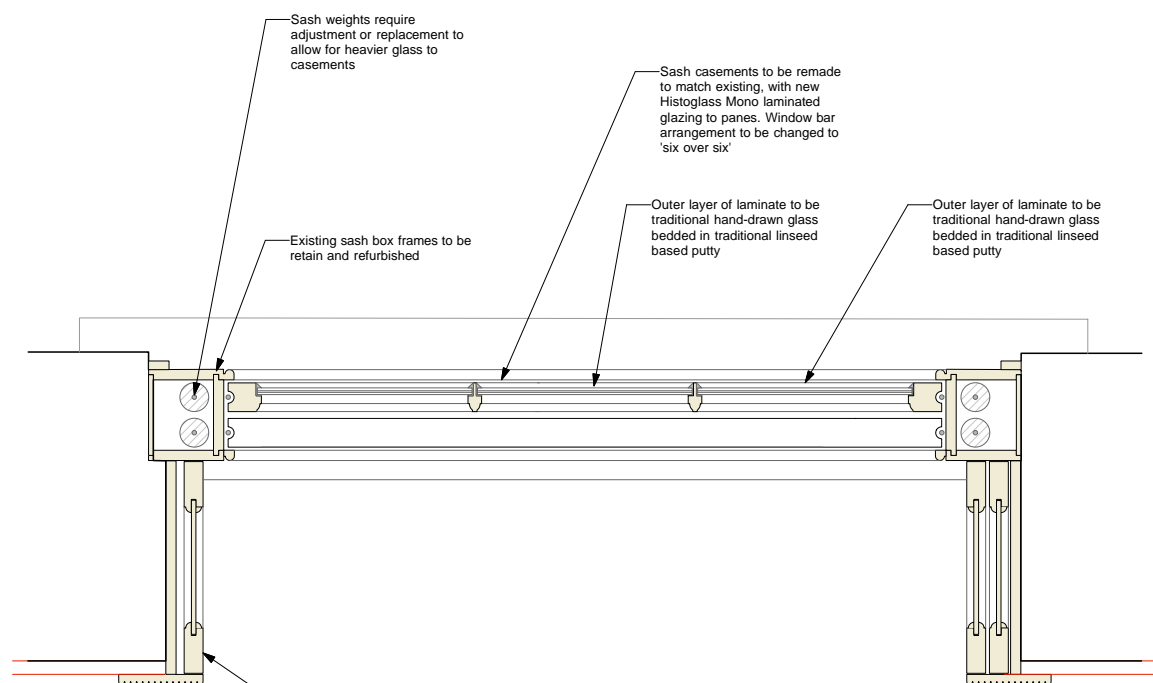 Sash weights require
adjustment or replacement to
allow for heavier glass to
casements
Sash casements to be remade
to match existing, with new
Histoglass Mono laminated
glazing to panes. Window bar
arrangement to be changed to
'six over six'
Outer layer of laminate to be
traditional hand-drawn glass
bedded in traditional linseed
based putty
Outer layer of laminate to be
traditional hand-drawn glass
bedded in traditional linseed
based putty
Existing sash box frames to be
retain and refurbished